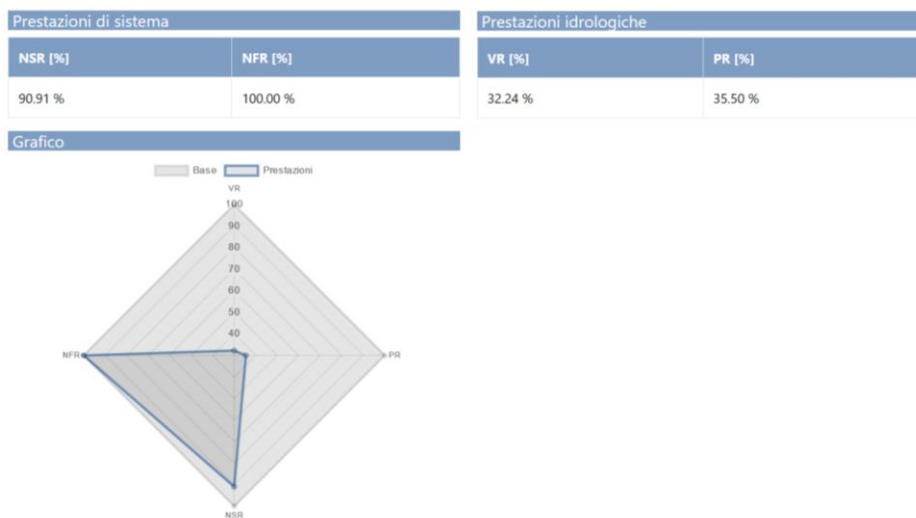 Prestazioni di sistema
NSR [%] NFR [%]
90.91 % 100.00 %
Prestazioni idrologiche
VR [%] PR [%]
32.24 % 35.50 %
Grafico
Base Prestazioni
VR
100
90
80
70
60
50
40
NFR PR
NSR